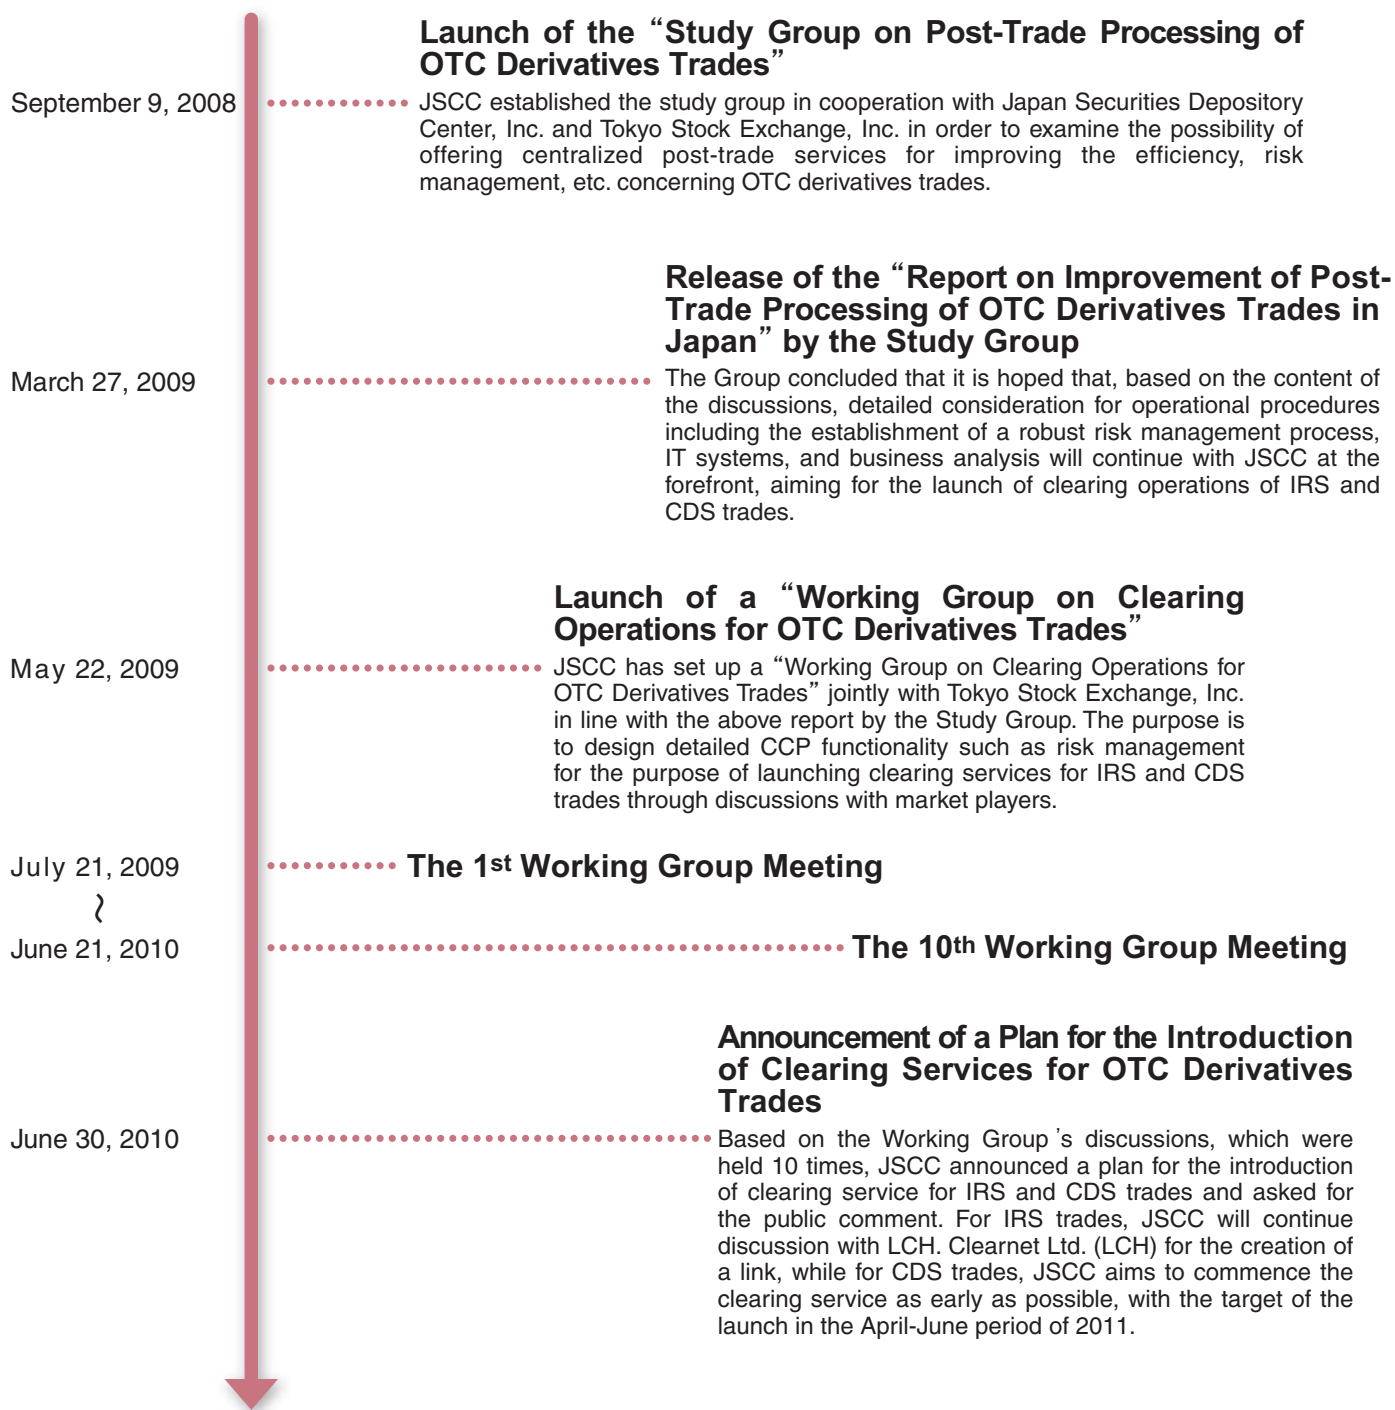 Launch of the “Study Group on Post-Trade Processing of
OTC Derivatives Trades”
September 9, 2008
JSCC established the study group in cooperation with Japan Securities Depository
Center, Inc. and Tokyo Stock Exchange, Inc. in order to examine the possibility of
offering centralized post-trade services for improving the efficiency, risk
management, etc. concerning OTC derivatives trades.
Release of the “Report on Improvement of Post-
Trade Processing of OTC Derivatives Trades in
Japan” by the Study Group
March 27, 2009
The Group concluded that it is hoped that, based on the content of
the discussions, detailed consideration for operational procedures
including the establishment of a robust risk management process,
IT systems, and business analysis will continue with JSCC at the
forefront, aiming for the launch of clearing operations of IRS and
CDS trades.
Launch of a “Working Group on Clearing
Operations for OTC Derivatives Trades”
May 22, 2009
JSCC has set up a “Working Group on Clearing Operations for
OTC Derivatives Trades” jointly with Tokyo Stock Exchange, Inc.
in line with the above report by the Study Group. The purpose is
to design detailed CCP functionality such as risk management
for the purpose of launching clearing services for IRS and CDS
trades through discussions with market players.
July 21, 2009
The 1st Working Group Meeting
~
June 21, 2010
The 10th Working Group Meeting
Announcement of a Plan for the Introduction
of Clearing Services for OTC Derivatives
Trades
June 30, 2010
Based on the Working Group’s discussions, which were
held 10 times, JSCC announced a plan for the introduction
of clearing service for IRS and CDS trades and asked for
the public comment. For IRS trades, JSCC will continue
discussion with LCH. Clearnet Ltd. (LCH) for the creation of
a link, while for CDS trades, JSCC aims to commence the
clearing service as early as possible, with the target of the
launch in the April-June period of 2011.